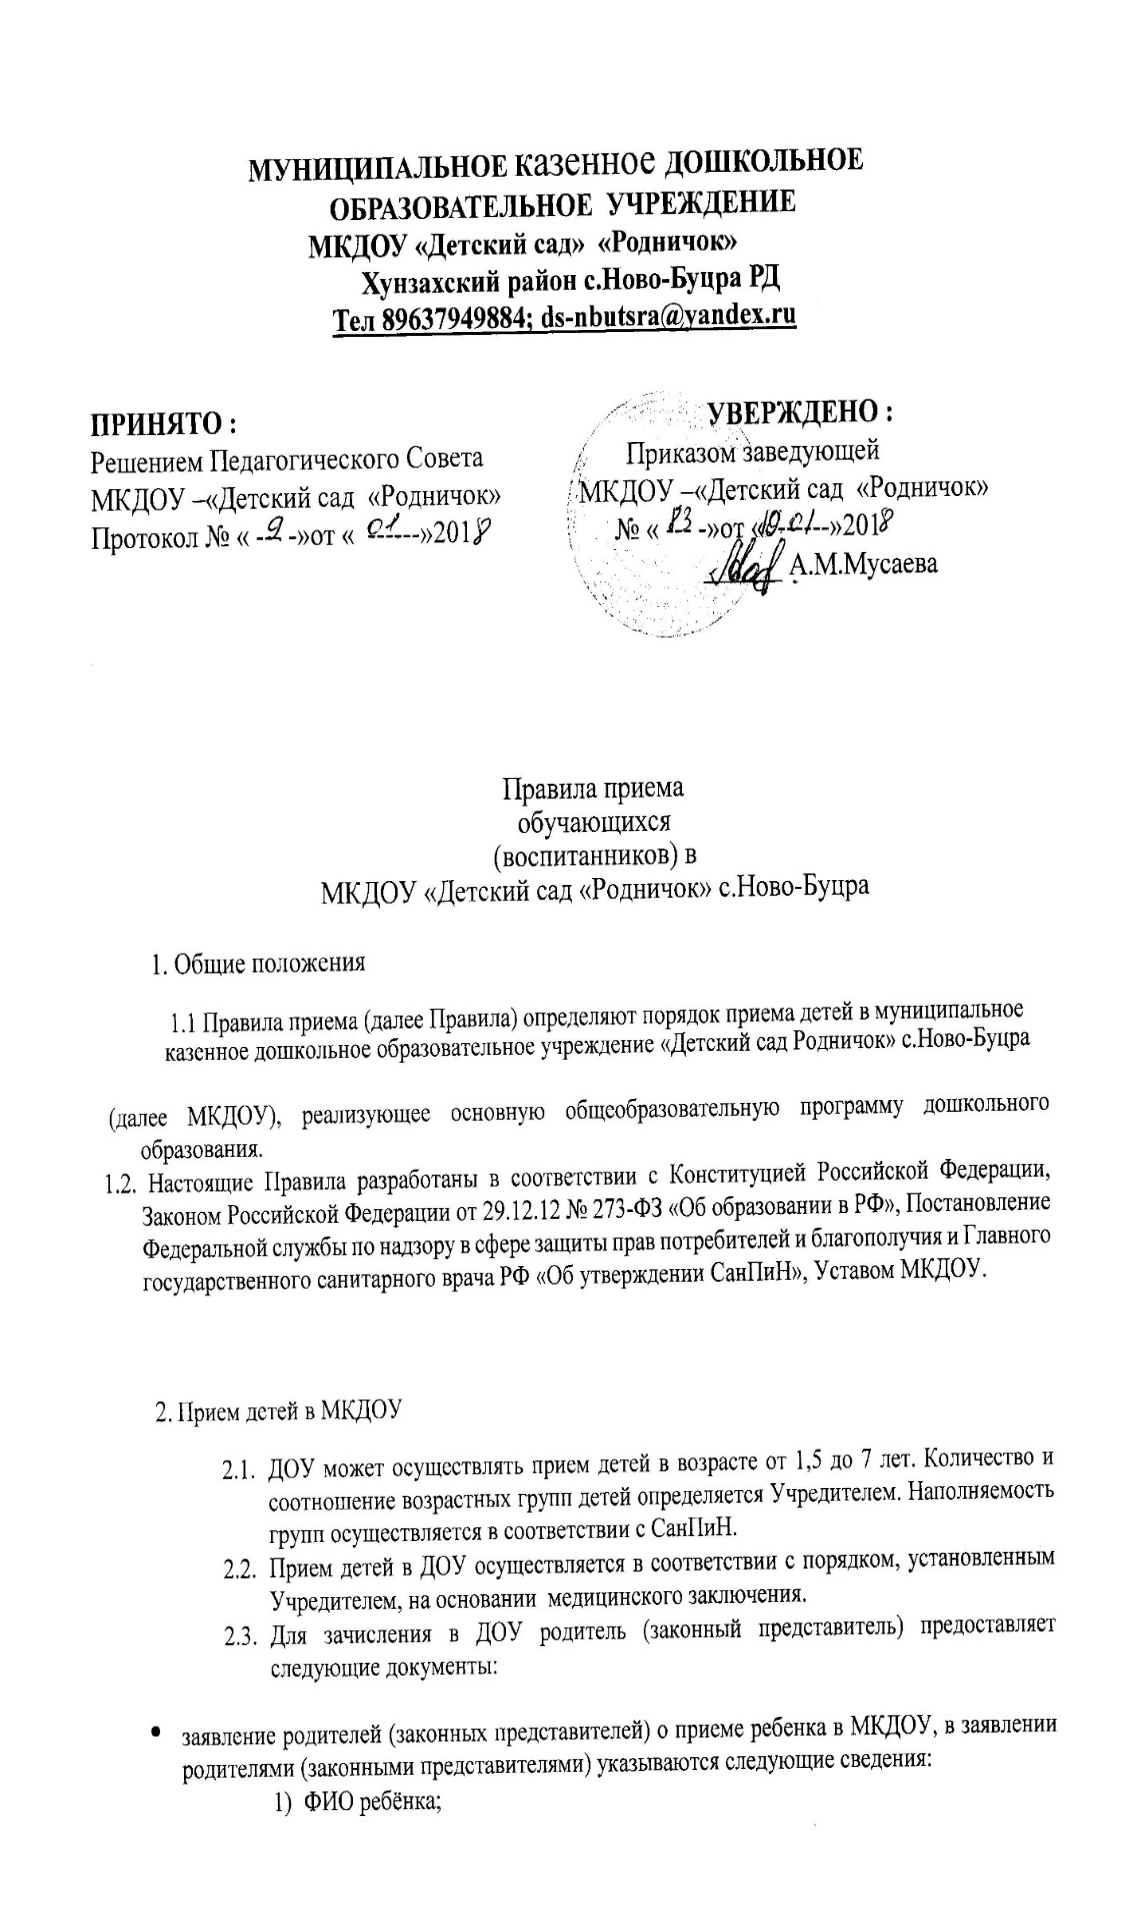 МУНИЦИПАЛЬНОЕ казенное ДОШКОЛЬНОЕ
ОБРАЗОВАТЕЛЬНОЕ УЧРЕЖДЕНИЕ
МКДОУ «Детский сад» «Родничок»
Хунзахский район с.Ново-Буцра РД
Тел 89637949884; ds-nbutsra@yandex.ru
ПРИНЯТО :
Решением Педагогического Совета
МКДОУ –«Детский сад «Родничок»
Протокол № « -2-»от « 01 -»2018
УВЕРЖДЕНО :
Приказом заведующей
МКДОУ –«Детский сад «Родничок»
№ « 13 -»от «10.01--»2018
А.М.Мусаева
Правила приема
обучающихся
(воспитанников) в
МКДОУ «Детский сад «Родничок» с.Ново-Буцра
1. Общие положения
1.1 Правила приема (далее Правила) определяют порядок приема детей в муниципальное
казенное дошкольное образовательное учреждение «Детский сад Родничок» с.Ново-Буцра
(далее МКДОУ), реализующее основную общеобразовательную программу дошкольного
образования.
1.2. Настоящие Правила разработаны в соответствии с Конституцией Российской Федерации,
Законом Российской Федерации от 29.12.12 № 273-ФЗ «Об образовании в РФ», Постановление
Федеральной службы по надзору в сфере защиты прав потребителей и благополучия и Главного
государственного санитарного врача РФ «Об утверждении СанПиН», Уставом МКДОУ.
2. Прием детей в МКДОУ
2.1. ДОУ может осуществлять прием детей в возрасте от 1,5 до 7 лет. Количество и
соотношение возрастных групп детей определяется Учредителем. Наполняемость
групп осуществляется в соответствии с СанПиН.
2.2. Прием детей в ДОУ осуществляется в соответствии с порядком, установленным
Учредителем, на основании медицинского заключения.
2.3. Для зачисления в ДОУ родитель (законный представитель) предоставляет
следующие документы:
• заявление родителей (законных представителей) о приеме ребенка в МКДОУ, в заявлении
родителями (законными представителями) указываются следующие сведения:
1) ФИО ребёнка;